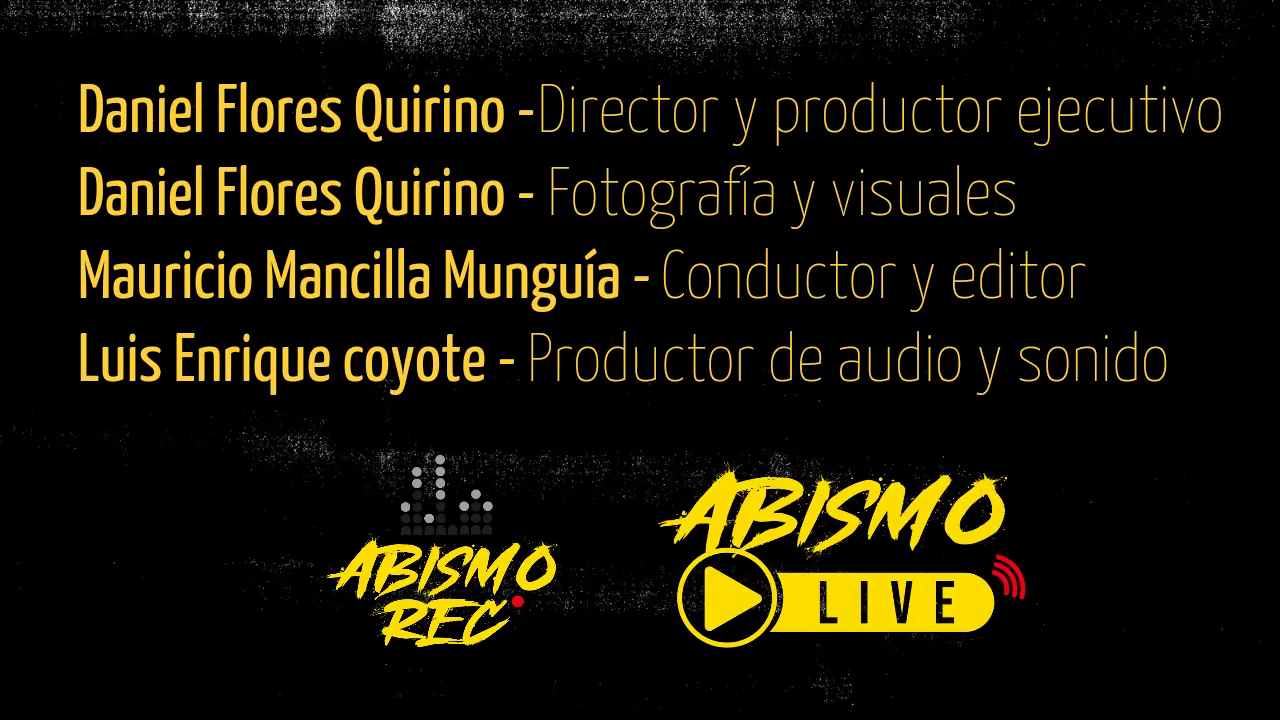 Daniel Flores Quirino -Director y productor ejecutivo
Daniel Flores Quirino - Fotografía y visuales
Mauricio Mancilla Munguía - Conductor y editor
Luis Enrique coyote - Productor de audio y sonido
ABISMO
REC
ABISMO
LIVE